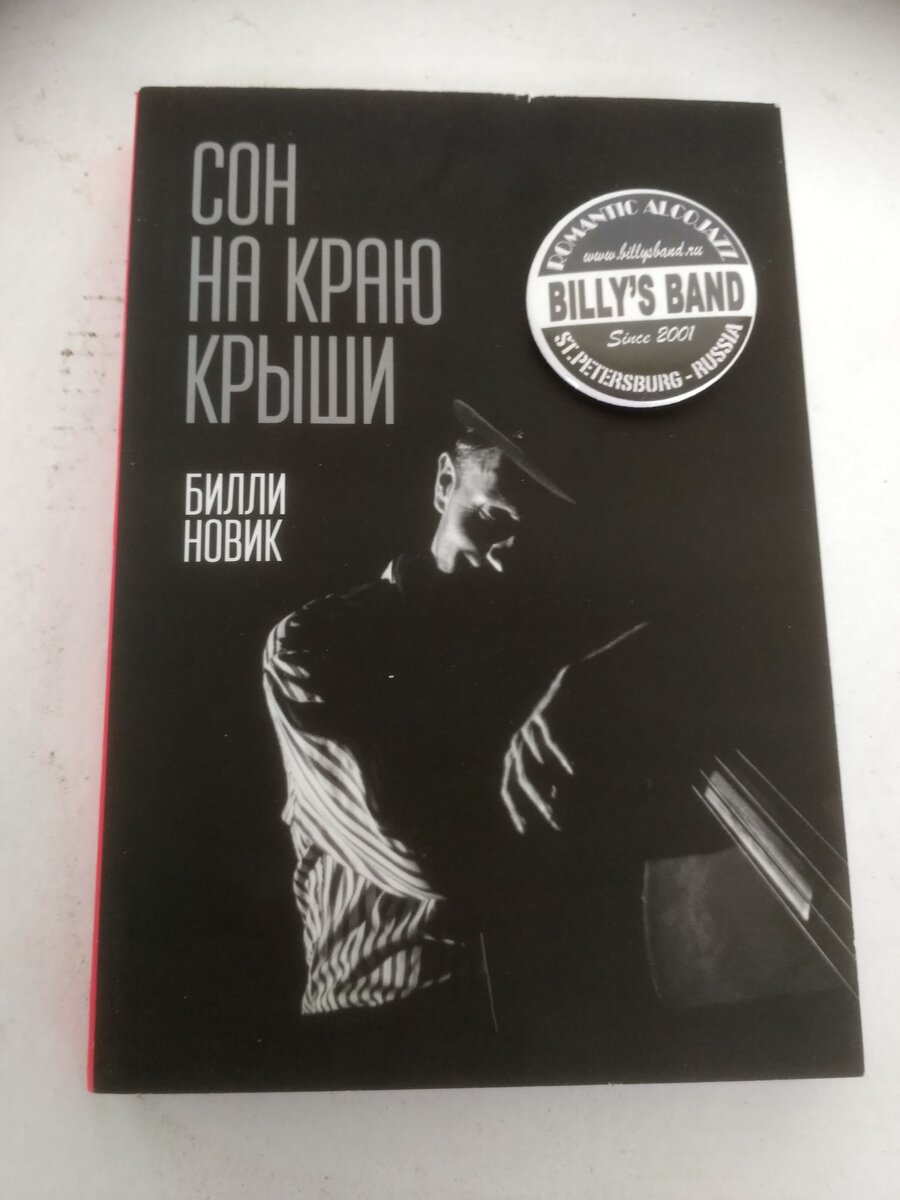 СОН
НА КРАЮ
КРЫШИ
БИЛЛИ
НОВИК
ROMANTIC ALCOJAZZ
www.billysband.ru
BILLY'S BAND
Since 2001
ST.PETERSBURG - RUSSIA